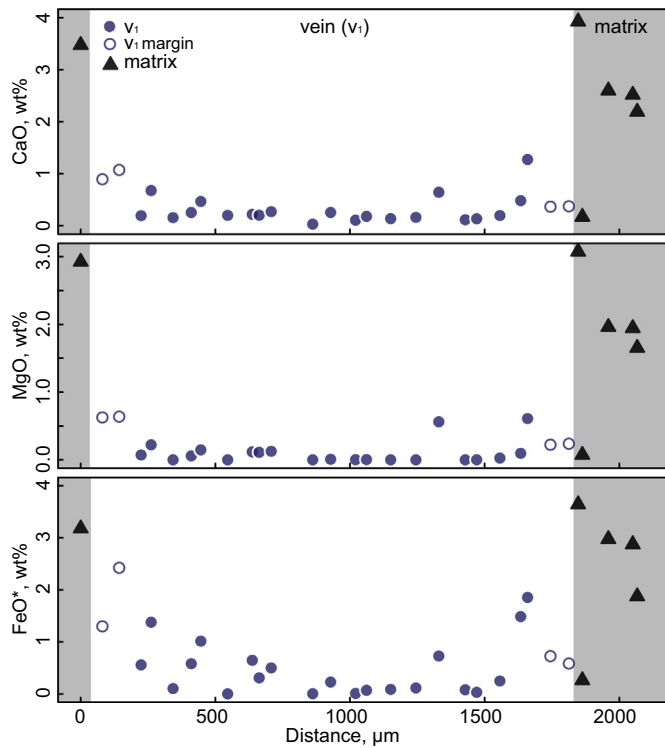 v₁
v₁ margin
matrix
vein (v₁)
matrix
CaO, wt%
4
3
2
1
0
MgO, wt%
3.0
2.0
1.0
0.0
FeO*, wt%
4
3
2
1
0
0
500
1000
1500
2000
Distance, µm